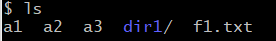 $ ls
a1  a2  a3  dir1/  f1.txt